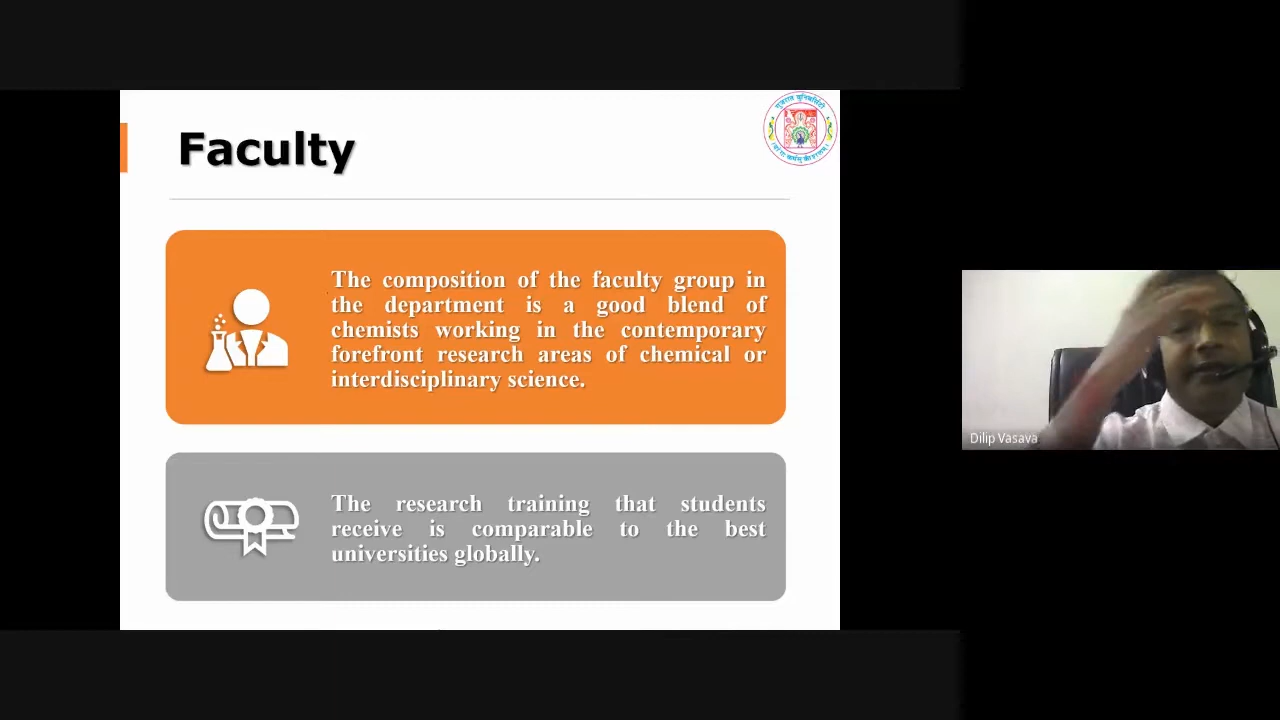 Faculty
गुजरात युनिवर्सिटी
The composition of the faculty group in
the department is a good blend of
chemists working in the contemporary
forefront research areas of chemical or
interdisciplinary science.
The research training that students
receive is comparable to the best
universities globally.
Dilip Vasava